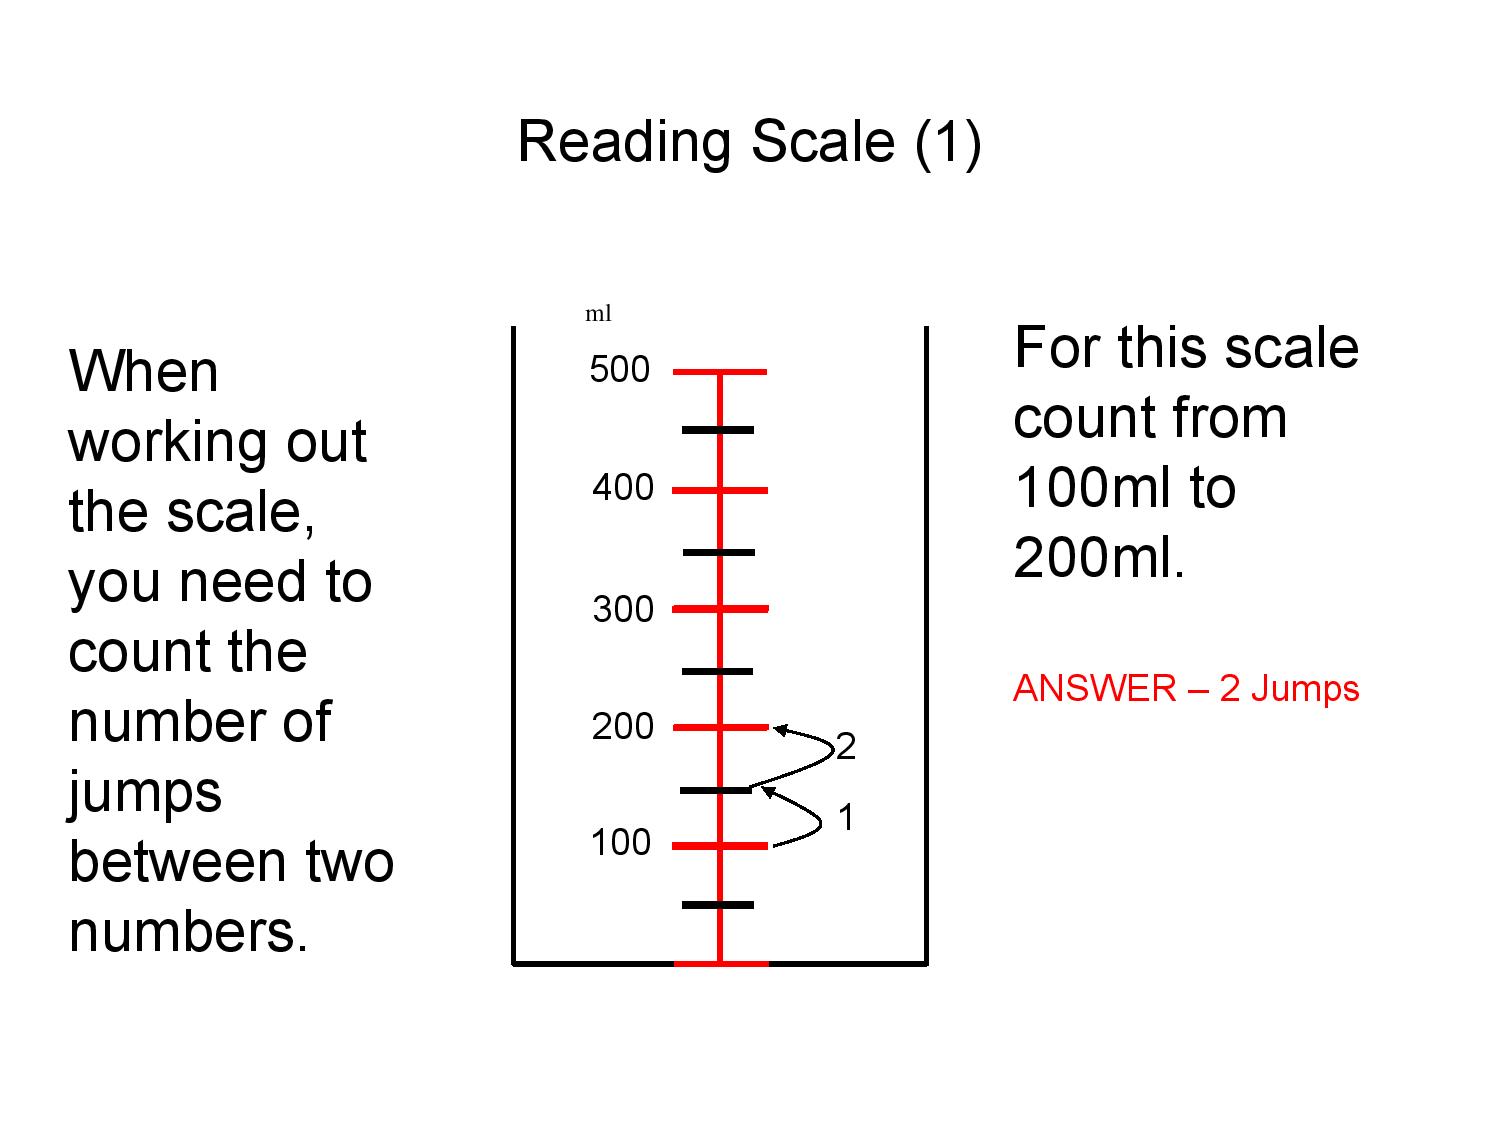 Reading Scale (1)
When
working out
the scale,
you need to
count the
number of
jumps
between two
numbers.
ml
500
400
300
200
100
2
1
For this scale
count from
100ml to
200ml.
ANSWER – 2 Jumps